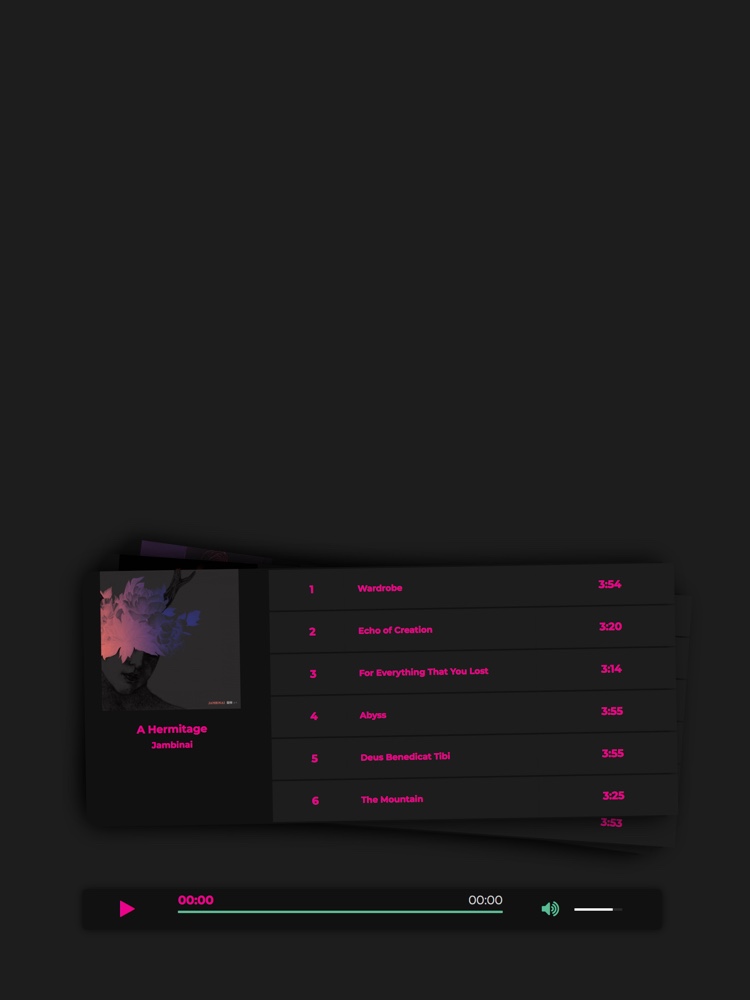 1 Wardrobe 3:54
2 Echo of Creation 3:20
3 For Everything That You Lost 3:14
4 Abyss 3:55
5 Deus Benedicat Tibi 3:55
6 The Mountain 3:25
3:53
A Hermitage
Jambinai
00:00 00:00